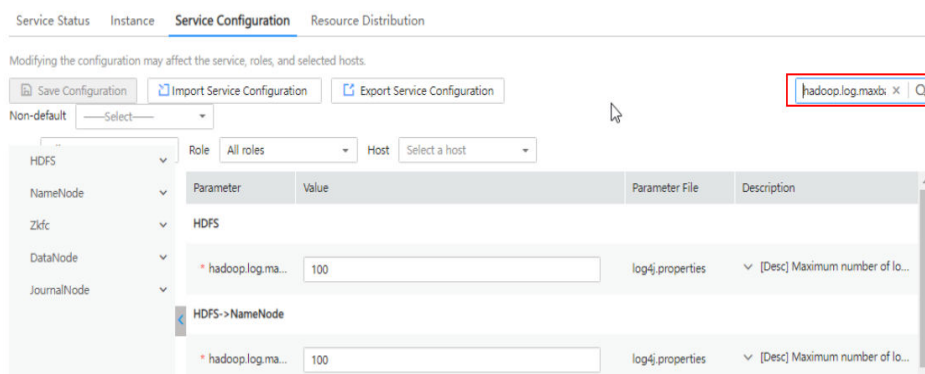 Service Status Instance Service Configuration Resource Distribution
Modifying the configuration may affect the service, roles, and selected hosts.
Save Configuration Import Service Configuration Export Service Configuration hadoop.log.maxba
Non-default ——Select——
Role All roles Host Select a host
HDFS
NameNode
Zkfc
DataNode
JournalNode
Parameter Value Parameter File Description
HDFS
* hadoop.log.ma... 100 log4j.properties [Desc] Maximum number of lo...
HDFS->NameNode
* hadoop.log.ma... 100 log4j.properties [Desc] Maximum number of lo...